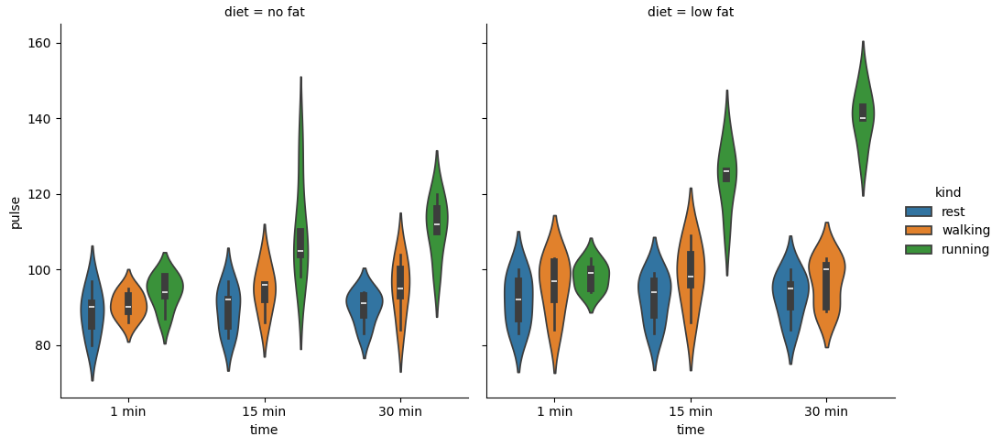 diet = no fat
diet = low fat
160
140
120
100
80
pulse
1 min
15 min
30 min
time
1 min
15 min
30 min
time
kind
rest
walking
running